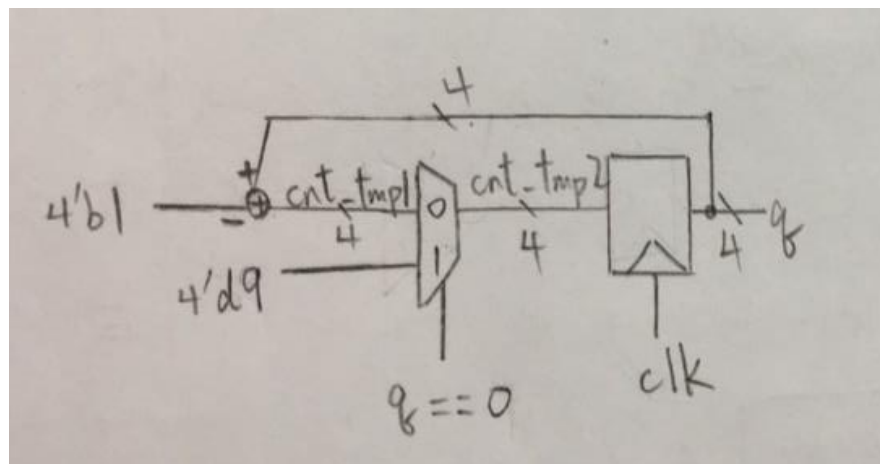 4
+
4'b1
-
+
cnt_tmp1
4
0
cnt_tmp2
4
4
q
4'd9
1
q == 0
clk